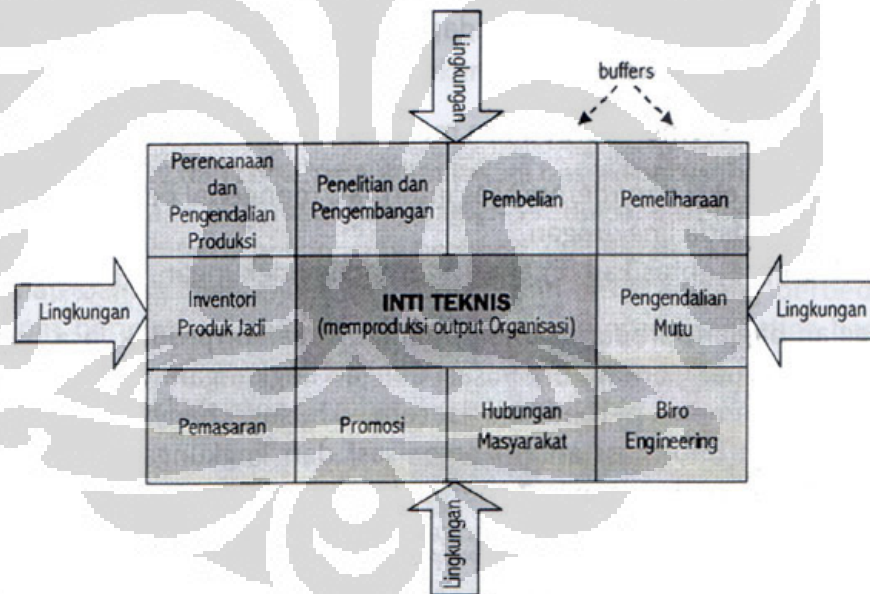 Lingkungan
buffers
Perencanaan
dan
Pengendalian
Produksi
Penelitian dan
Pengembangan
Pembelian
Pemeliharaan
Lingkungan
Inventori
Produk Jadi
INTI TEKNIS
(memproduksi output Organisasi)
Pengendalian
Mutu
Lingkungan
Pemasaran
Promosi
Hubungan
Masyarakat
Biro
Engineering
Lingkungan